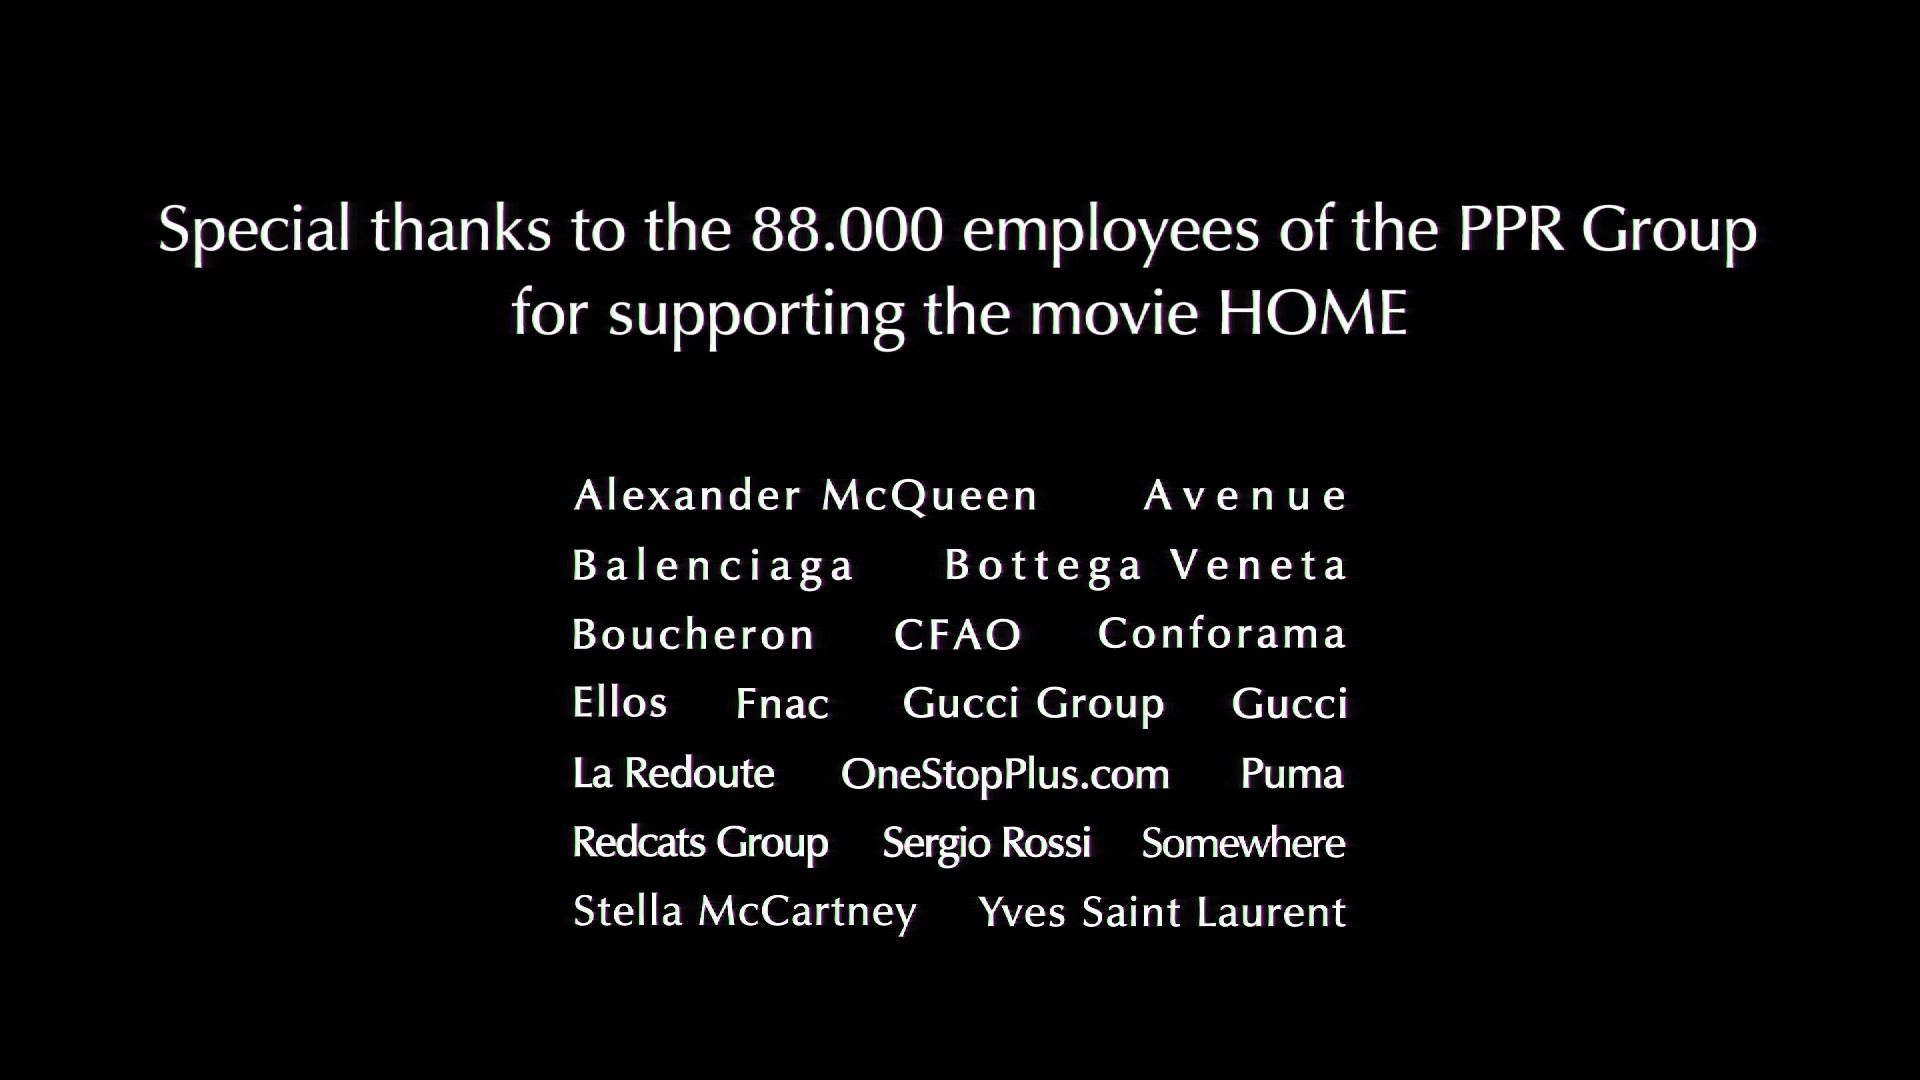 Special thanks to the 88.000 employees of the PPR Group
for supporting the movie HOME
Alexander McQueen Avenue
Balenciaga Bottega Veneta
Boucheron CFAO Conforama
Ellos Fnac Gucci Group Gucci
La Redoute OneStopPlus.com Puma
Redcats Group Sergio Rossi Somewhere
Stella McCartney Yves Saint Laurent